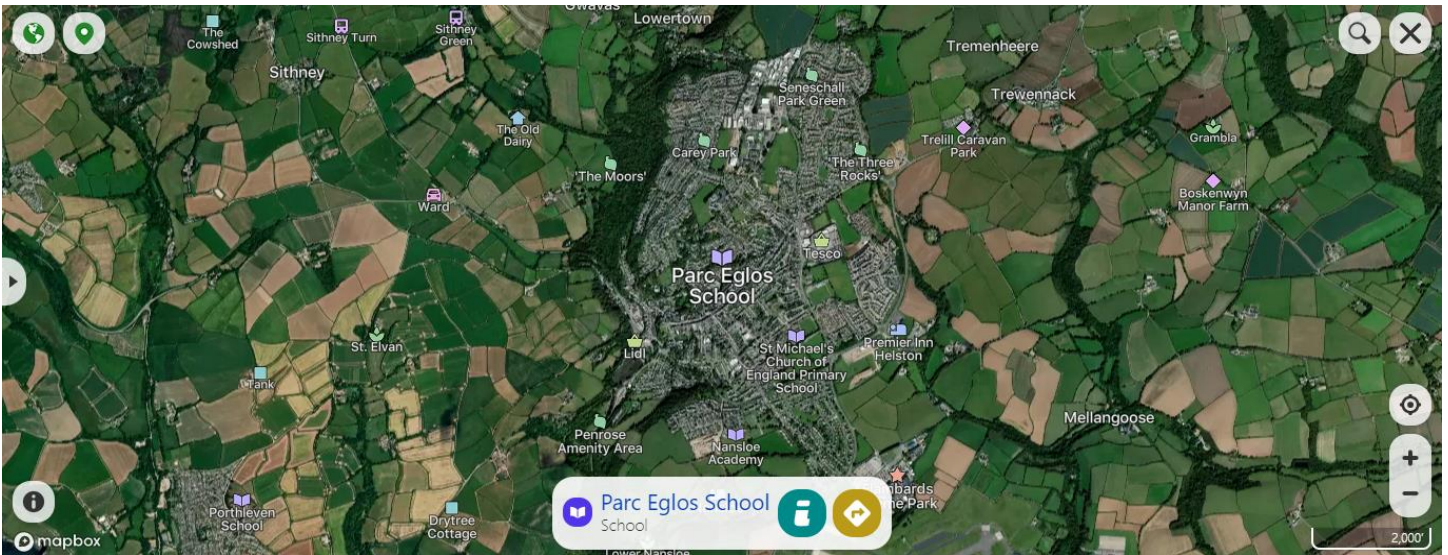 Gwavas
Lowertown
The
Cowshed
Sithney Turn
Sithney
Green
Sithney
Tremenheere
Seneschall
Park Green
Trewennack
The Old
Dairy
Carey Park
'The Moors'
The Three
Rocks'
Trelill Caravan
Park
Grambla
Ward
Boskenwyn
Manor Farm
Tesco
Parc Eglos
School
St. Elvan
Lidl
St Michael's
Church of
England Primary
School
Premier Inn
Helston
Tank
Mellangoose
Penrose
Amenity Area
Nansloe
Academy
Porthleven
School
Drytree
Cottage
Parc Eglos School
School
Lower Nansloe
mapbox
2,000'